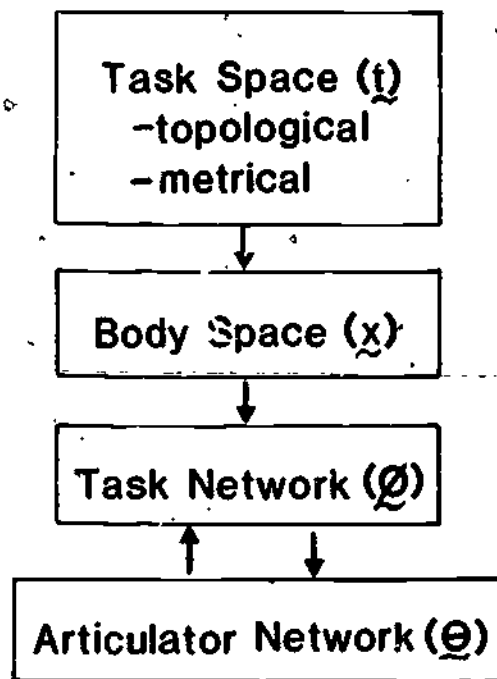 Task Space (t̰)
-topological
-metrical
Body Space (x̰)
Task Network (Ø̰)
Articulator Network (Θ̰)